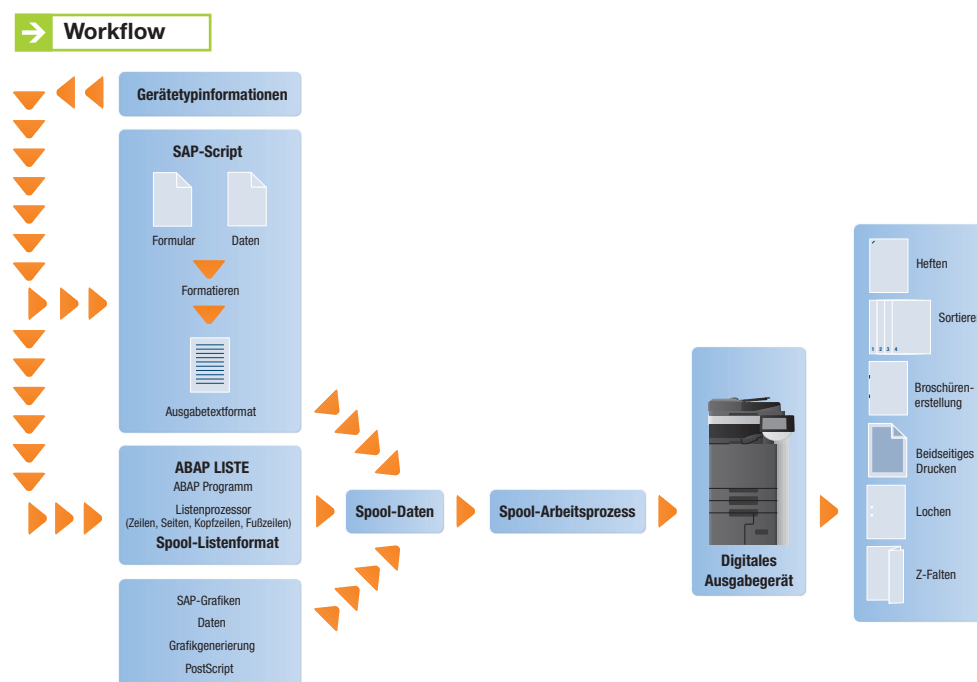 Workflow
Gerätetypinformationen
SAP-Script
Formular
Daten
Formatieren
Ausgabetextformat
ABAP LISTE
ABAP Programm
Listenprozessor
(Zeilen, Seiten, Kopfzeilen, Fußzeilen)
Spool-Listenformat
SAP-Grafiken
Daten
Grafikgenerierung
PostScript
Spool-Daten
Spool-Arbeitsprozess
Digitales
Ausgabegerät
Heften
1 2 3 4
Sortiere
Broschüren-
erstellung
Beidseitiges
Drucken
Lochen
Z-Falten